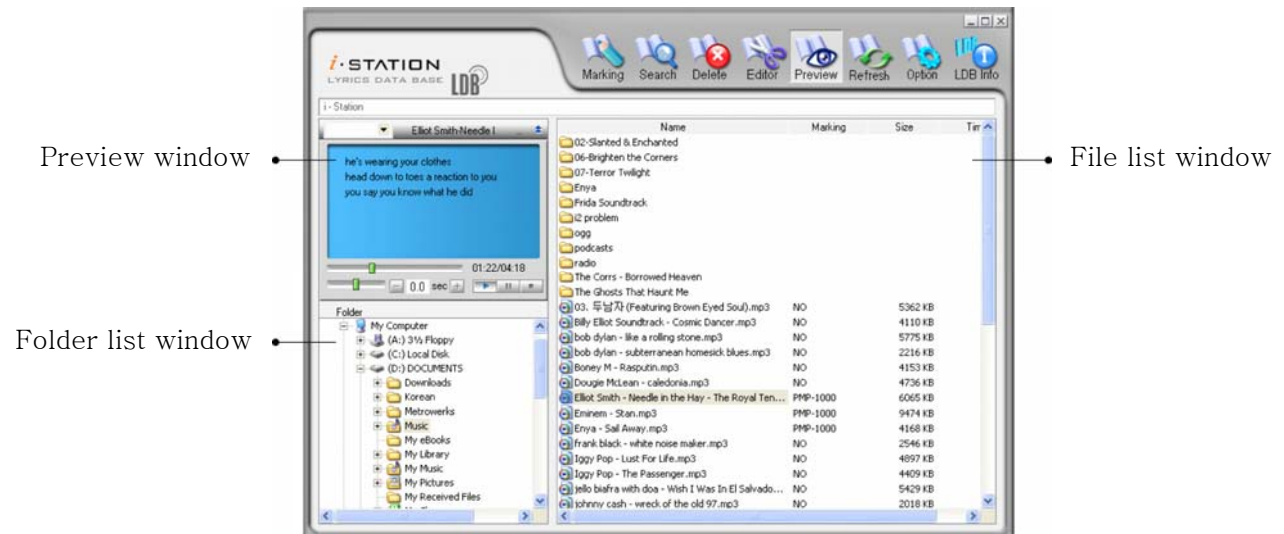 i·STATION
LYRICS DATA BASE LDB
Marking Search Delete Editor Preview Refresh Option LDB Info
i - Station
Elliot Smith-Needle I ...
Preview window
he's wearing your clothes
head down to toes a reaction to you
you say you know what he did
01:22/04:18
0.0 sec
Folder list window
Folder
My Computer
(A:) 3½ Floppy
(C:) Local Disk
(D:) DOCUMENTS
Downloads
Korean
Metrowerks
Music
My eBooks
My Library
My Music
My Pictures
My Received Files
File list window
Name Marking Size Tim
02-Slanted & Enchanted
06-Brighten the Corners
07-Terror Twilight
Enya
Frida Soundtrack
i2 problem
ogg
podcasts
radio
The Corrs - Borrowed Heaven
The Ghosts That Haunt Me
03. 두남자 (Featuring Brown Eyed Soul).mp3 NO 5362 KB
Billy Elliot Soundtrack - Cosmic Dancer.mp3 NO 4110 KB
bob dylan - like a rolling stone.mp3 NO 5775 KB
bob dylan - subterranean homesick blues.mp3 NO 2216 KB
Boney M - Rasputin.mp3 NO 4153 KB
Dougie McLean - caledonia.mp3 NO 4736 KB
Elliot Smith - Needle in the Hay - The Royal Ten... PMP-1000 6065 KB
Eminem - Stan.mp3 PMP-1000 9474 KB
Enya - Sail Away.mp3 PMP-1000 4168 KB
frank black - white noise maker.mp3 NO 2546 KB
Iggy Pop - Lust For Life.mp3 NO 4897 KB
Iggy Pop - The Passenger.mp3 NO 4409 KB
jello biafra with doa - Wish I Was In El Salvado... NO 5429 KB
johnny cash - wreck of the old 97.mp3 NO 2018 KB